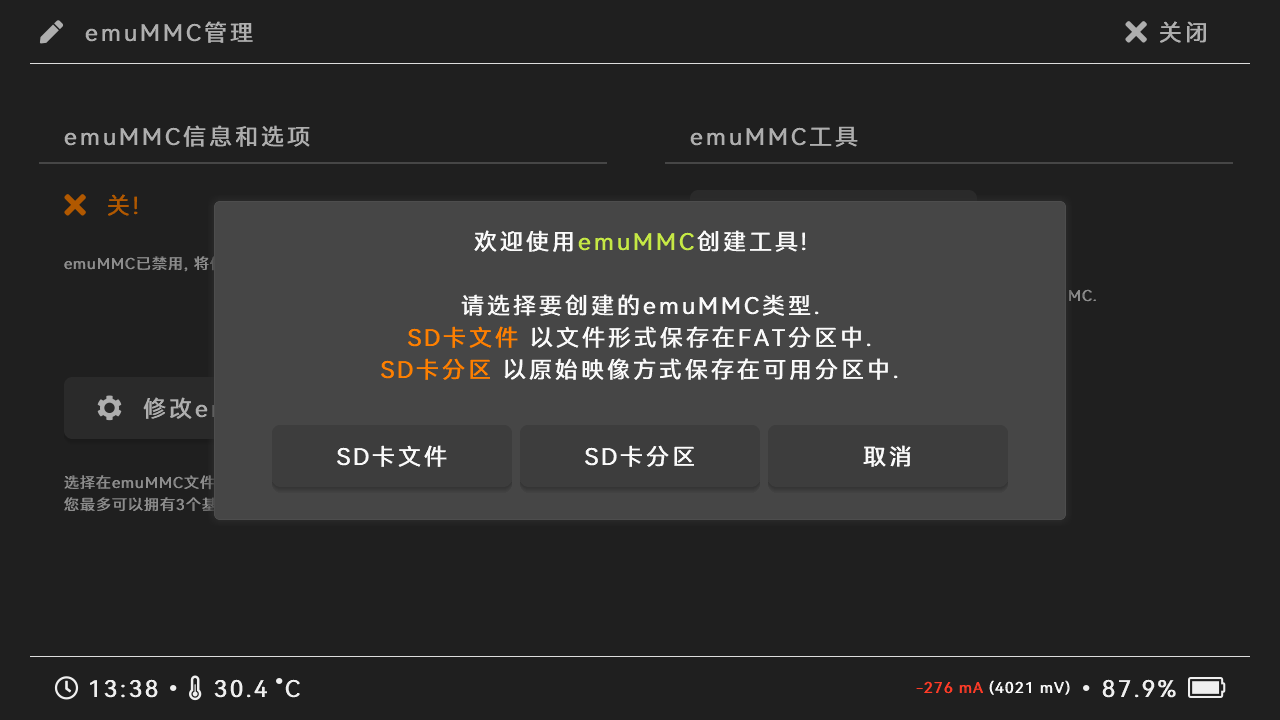 emuMMC管理
关闭
emuMMC信息和选项
emuMMC工具
关!
emuMMC已禁用, 将
MC.
修改e
选择在emuMMC文件
您最多可以拥有3个
欢迎使用emuMMC创建工具!
请选择要创建的emuMMC类型.
SD卡文件 以文件形式保存在FAT分区中.
SD卡分区 以原始映像方式保存在可用分区中.
SD卡文件
SD卡分区
取消
13:38 • 30.4 °C
-276 mA (4021 mV) • 87.9%